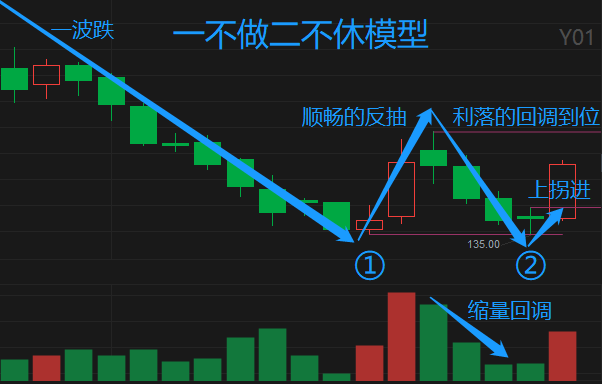 一不做二不休模型
Y01
一波跌
顺畅的反抽
利落的回调到位
上拐进
135.00
①
②
缩量回调